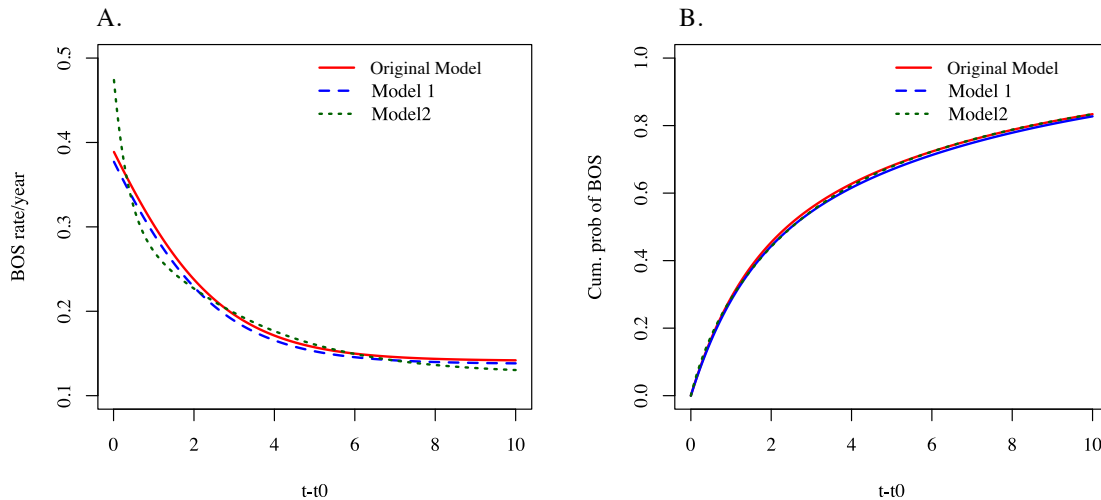 A.
BOS rate/year
0.5
0.4
0.3
0.2
0.1
Original Model
Model 1
Model2
0 2 4 6 8 10
t-t0
B.
Cum. prob of BOS
1.0
0.8
0.6
0.4
0.2
0.0
Original Model
Model 1
Model2
0 2 4 6 8 10
t-t0